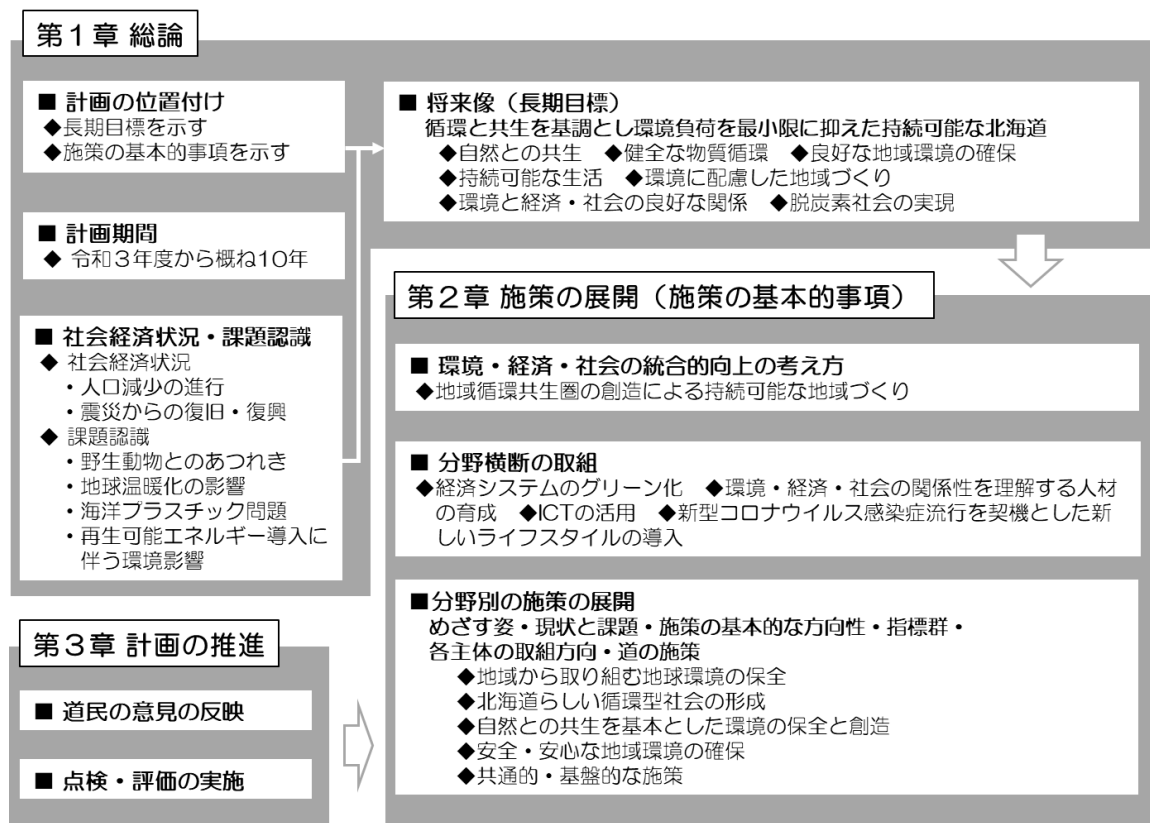 第1章 総論
■ 計画の位置付け
◆長期目標を示す
◆施策の基本的事項を示す
■ 計画期間
◆ 令和3年度から概ね10年
■ 社会経済状況・課題認識
◆ 社会経済状況
・人口減少の進行
・震災からの復旧・復興
◆ 課題認識
・野生動物とのあつれき
・地球温暖化の影響
・海洋プラスチック問題
・再生可能エネルギー導入に
伴う環境影響
■ 将来像（長期目標）
循環と共生を基調とし環境負荷を最小限に抑えた持続可能な北海道
◆自然との共生 ◆健全な物質循環 ◆良好な地域環境の確保
◆持続可能な生活 ◆環境に配慮した地域づくり
◆環境と経済・社会の良好な関係 ◆脱炭素社会の実現
第2章 施策の展開（施策の基本的事項）
■ 環境・経済・社会の統合的向上の考え方
◆地域循環共生圏の創造による持続可能な地域づくり
■ 分野横断の取組
◆経済システムのグリーン化 ◆環境・経済・社会の関係性を理解する人材
の育成 ◆ICTの活用 ◆新型コロナウイルス感染症流行を契機とした新
しいライフスタイルの導入
■分野別の施策の展開
めざす姿・現状と課題・施策の基本的な方向性・指標群・
各主体の取組方向・道の施策
◆地域から取り組む地球環境の保全
◆北海道らしい循環型社会の形成
◆自然との共生を基本とした環境の保全と創造
◆安全・安心な地域環境の確保
◆共通的・基盤的な施策
第3章 計画の推進
■ 道民の意見の反映
■ 点検・評価の実施